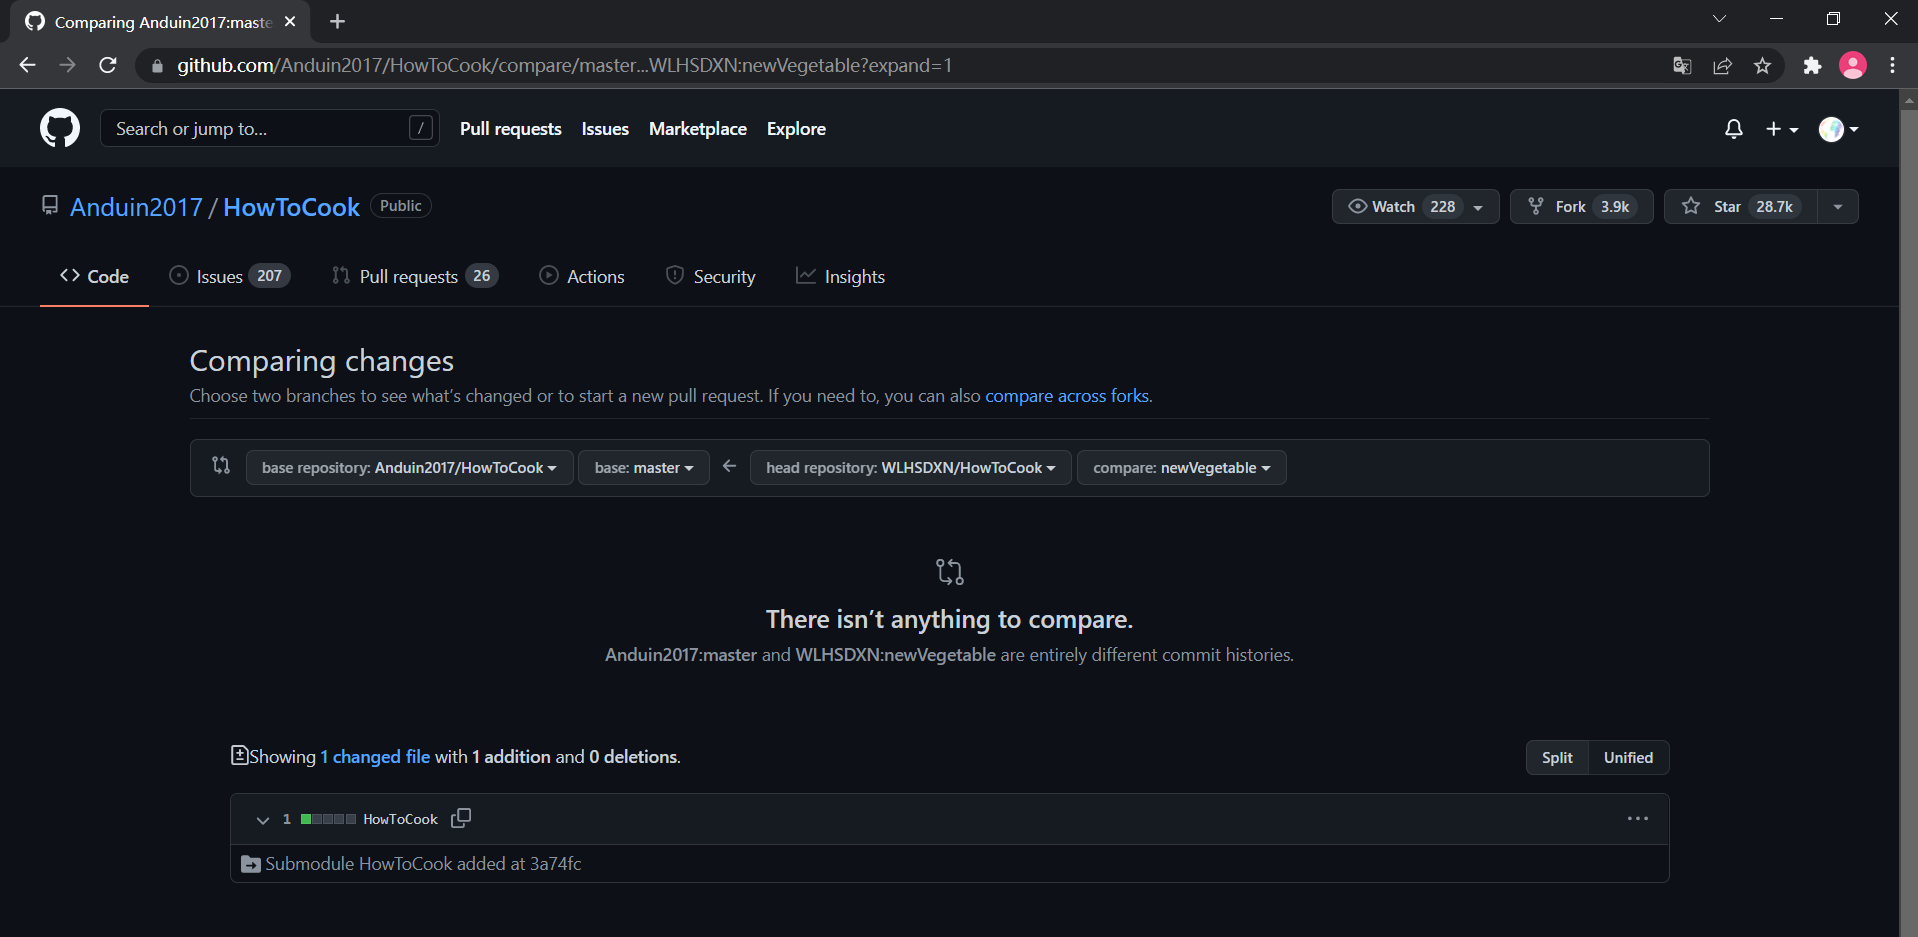 Comparing Anduin2017:maste
github.com/Anduin2017/HowToCook/compare/master...WLHSDXN:newVegetable?expand=1
Search or jump to... /
Pull requests Issues Marketplace Explore
Anduin2017 / HowToCook Public
Watch 228 Fork 3.9k Star 28.7k
Code Issues 207 Pull requests 26 Actions Security Insights
Comparing changes
Choose two branches to see what’s changed or to start a new pull request. If you need to, you can also compare across forks.
base repository: Anduin2017/HowToCook base: master head repository: WLHSDXN/HowToCook compare: newVegetable
There isn’t anything to compare.
Anduin2017:master and WLHSDXN:newVegetable are entirely different commit histories.
Showing 1 changed file with 1 addition and 0 deletions.
Split Unified
1 HowToCook
Submodule HowToCook added at 3a74fc